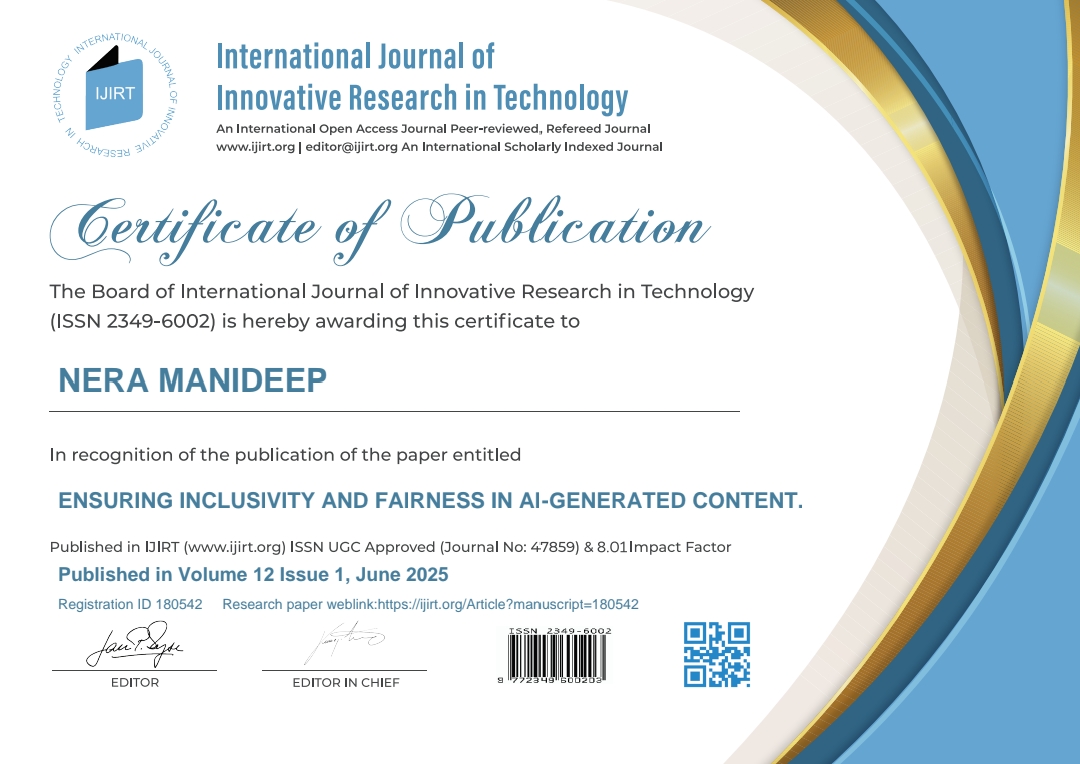 INTERNATIONAL JOURNAL OF INNOVATIVE RESEARCH IN TECHNOLOGY
IJIRT
International Journal of
Innovative Research in Technology
An International Open Access Journal Peer-reviewed, Refereed Journal
www.ijirt.org | editor@ijirt.org An International Scholarly Indexed Journal
Certificate of Publication
The Board of International Journal of Innovative Research in Technology
(ISSN 2349-6002) is hereby awarding this certificate to
NERA MANIDEEP
In recognition of the publication of the paper entitled
ENSURING INCLUSIVITY AND FAIRNESS IN AI-GENERATED CONTENT.
Published in IJIRT (www.ijirt.org) ISSN UGC Approved (Journal No: 47859) & 8.01Impact Factor
Published in Volume 12 Issue 1, June 2025
Registration ID 180542 Research paper weblink:https://ijirt.org/Article?manuscript=180542
EDITOR
EDITOR IN CHIEF
ISSN 2349-6002
9 772349 600203